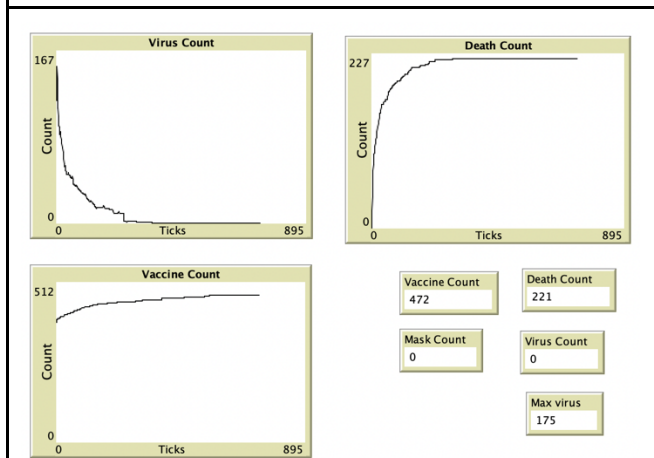 Virus Count
167
Count
0
0
Ticks
895
Death Count
227
Count
0
0
Ticks
895
Vaccine Count
512
Count
0
0
Ticks
895
Vaccine Count
472
Death Count
221
Mask Count
0
Virus Count
0
Max virus
175